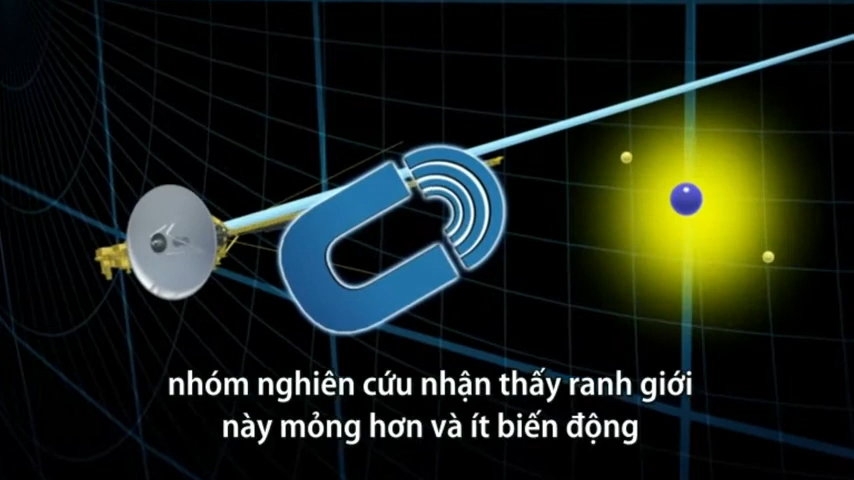 nhóm nghiên cứu nhận thấy ranh giới
này mỏng hơn và ít biến động